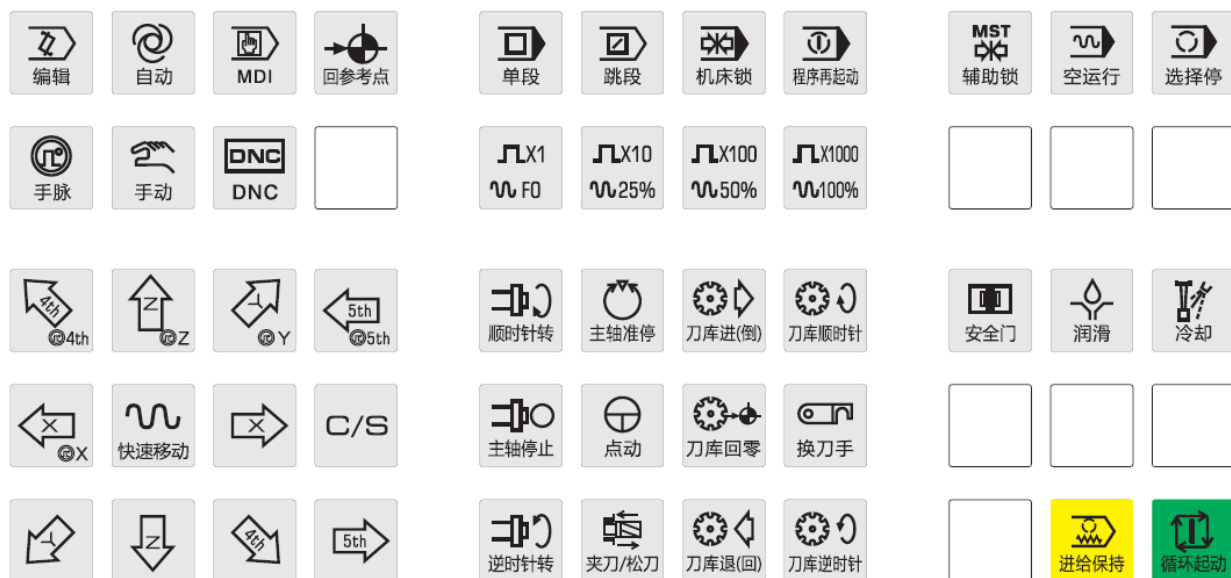 编辑 自动 MDI 回参考点 单段 跳段 机床锁 程序再起动 MST 辅助锁 空运行 选择停
手脉 手动 DNC DNC X1 F0 X10 25% X100 50% X1000 100%
4th @4th Z @Z Y @Y 5th @5th 顺时针转 主轴准停 刀库进(倒) 刀库顺时针 安全门 润滑 冷却
X @X 快速移动 X C/S 主轴停止 点动 刀库回零 换刀手
Y Z 4th 5th 逆时针转 夹刀/松刀 刀库退(回) 刀库逆时针 进给保持 循环起动